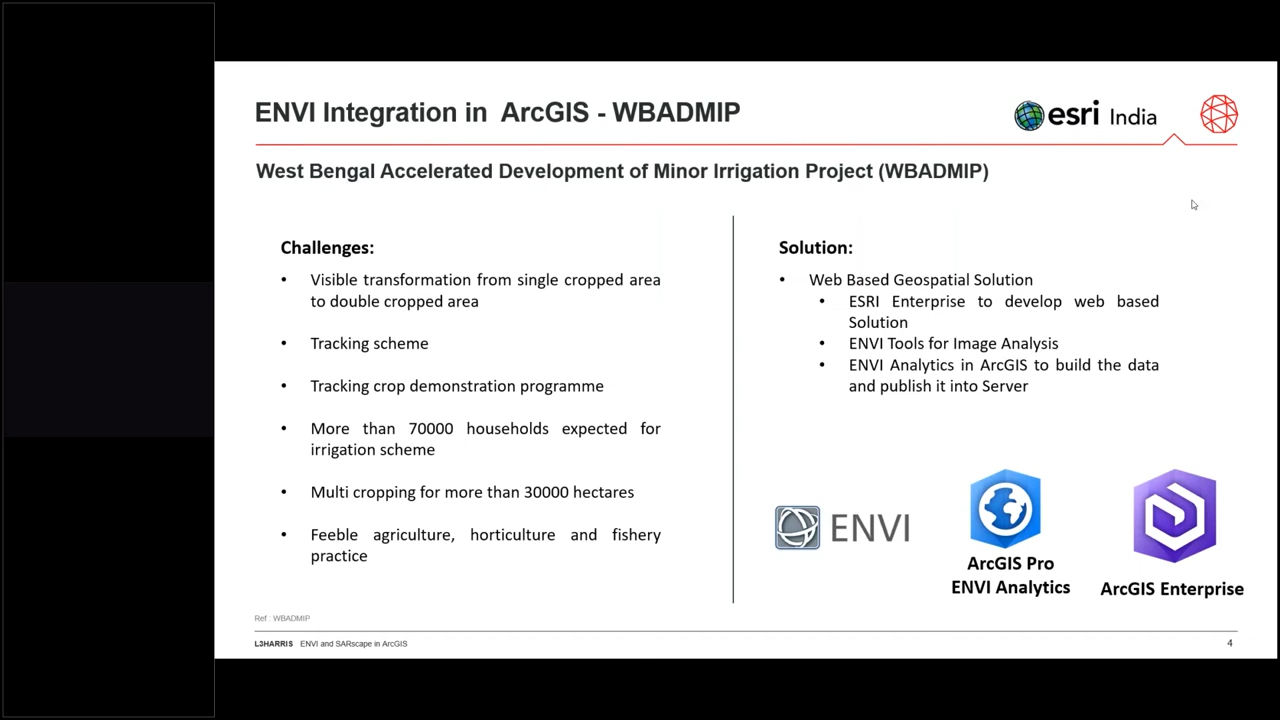 ENVI Integration in ArcGIS - WBADMIP
esri India
West Bengal Accelerated Development of Minor Irrigation Project (WBADMIP)
Challenges:
• Visible transformation from single cropped area
to double cropped area
• Tracking scheme
• Tracking crop demonstration programme
• More than 70000 households expected for
irrigation scheme
• Multi cropping for more than 30000 hectares
• Feeble agriculture, horticulture and fishery
practice
Solution:
• Web Based Geospatial Solution
• ESRI Enterprise to develop web based
Solution
• ENVI Tools for Image Analysis
• ENVI Analytics in ArcGIS to build the data
and publish it into Server
ENVI
ArcGIS Pro
ENVI Analytics
ArcGIS Enterprise
Ref : WBADMIP
L3HARRIS ENVI and SARscape in ArcGIS
4